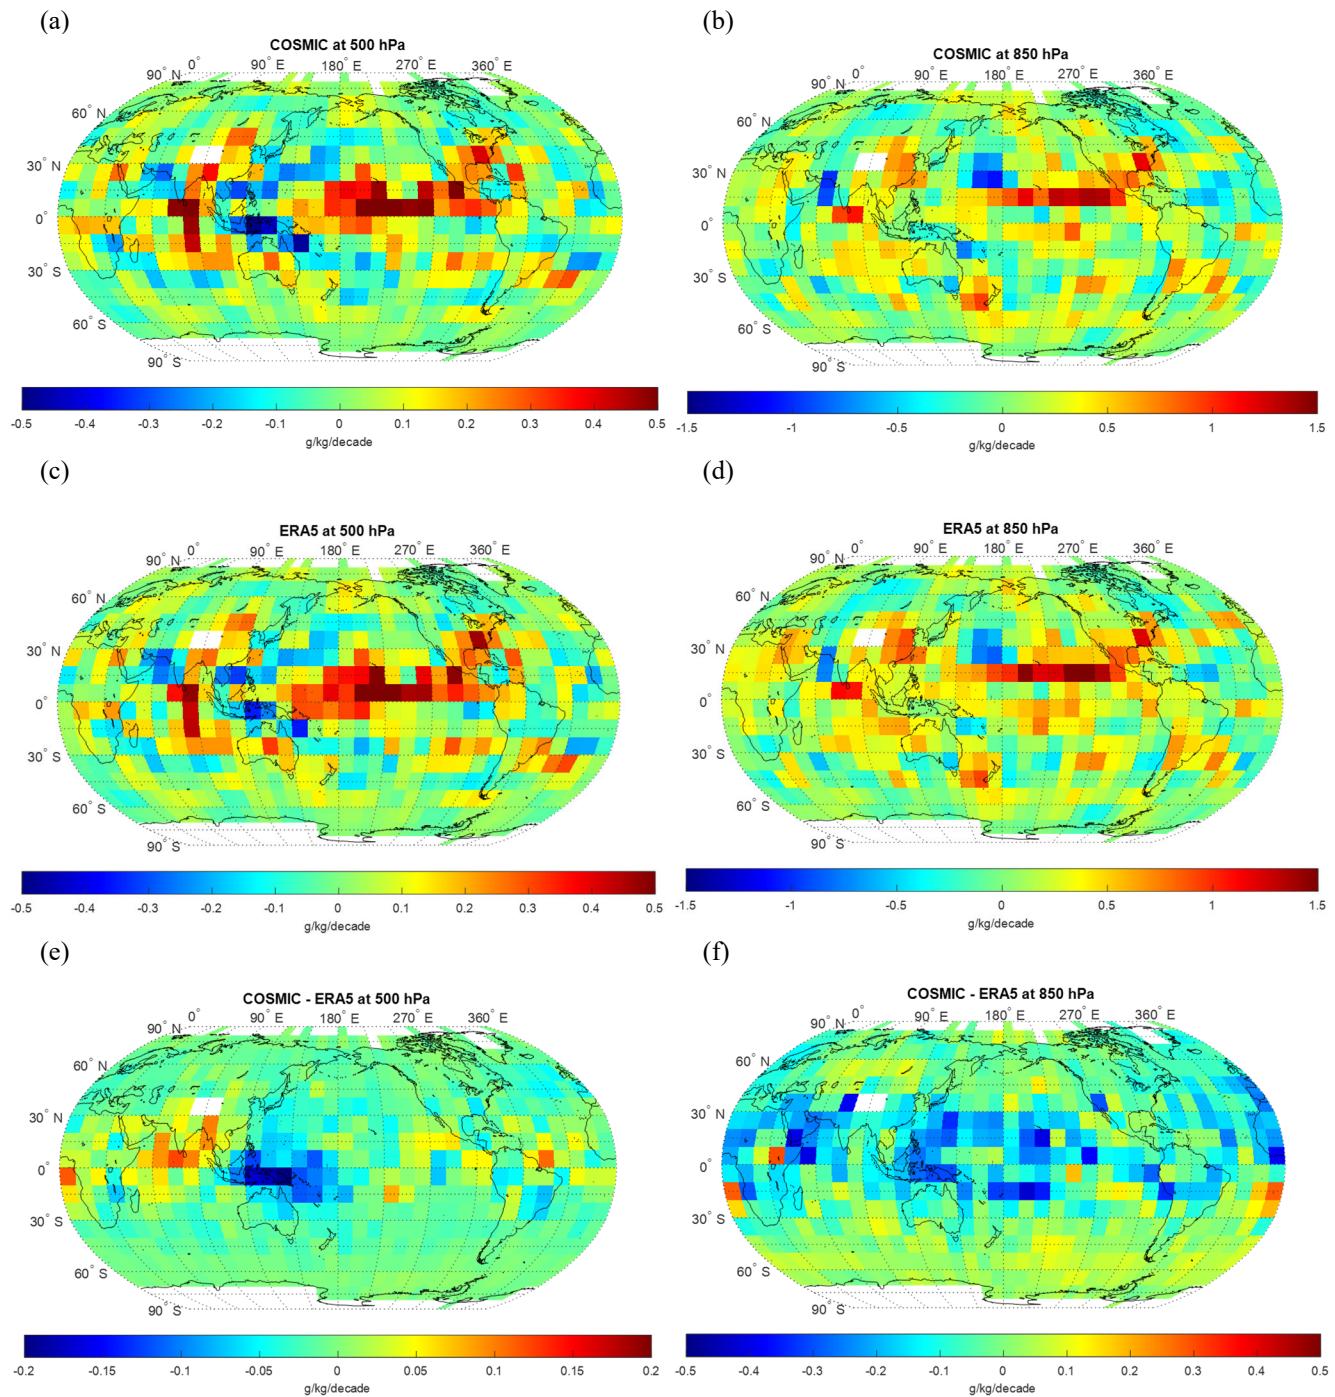 (a)
COSMIC at 500 hPa
0° 90° E 180° E 270° E 360° E
90° N
60° N
30° N
0°
30° S
60° S
90° S
-0.5 -0.4 -0.3 -0.2 -0.1 0 0.1 0.2 0.3 0.4 0.5
g/kg/decade
(b)
COSMIC at 850 hPa
0° 90° E 180° E 270° E 360° E
90° N
60° N
30° N
0°
30° S
60° S
90° S
-1.5 -1 -0.5 0 0.5 1 1.5
g/kg/decade
(c)
ERA5 at 500 hPa
0° 90° E 180° E 270° E 360° E
90° N
60° N
30° N
0°
30° S
60° S
90° S
-0.5 -0.4 -0.3 -0.2 -0.1 0 0.1 0.2 0.3 0.4 0.5
g/kg/decade
(d)
ERA5 at 850 hPa
0° 90° E 180° E 270° E 360° E
90° N
60° N
30° N
0°
30° S
60° S
90° S
-1.5 -1 -0.5 0 0.5 1 1.5
g/kg/decade
(e)
COSMIC - ERA5 at 500 hPa
0° 90° E 180° E 270° E 360° E
90° N
60° N
30° N
0°
30° S
60° S
90° S
-0.2 -0.15 -0.1 -0.05 0 0.05 0.1 0.15 0.2
g/kg/decade
(f)
COSMIC - ERA5 at 850 hPa
0° 90° E 180° E 270° E 360° E
90° N
60° N
30° N
0°
30° S
60° S
90° S
-0.5 -0.4 -0.3 -0.2 -0.1 0 0.1 0.2 0.3 0.4 0.5
g/kg/decade